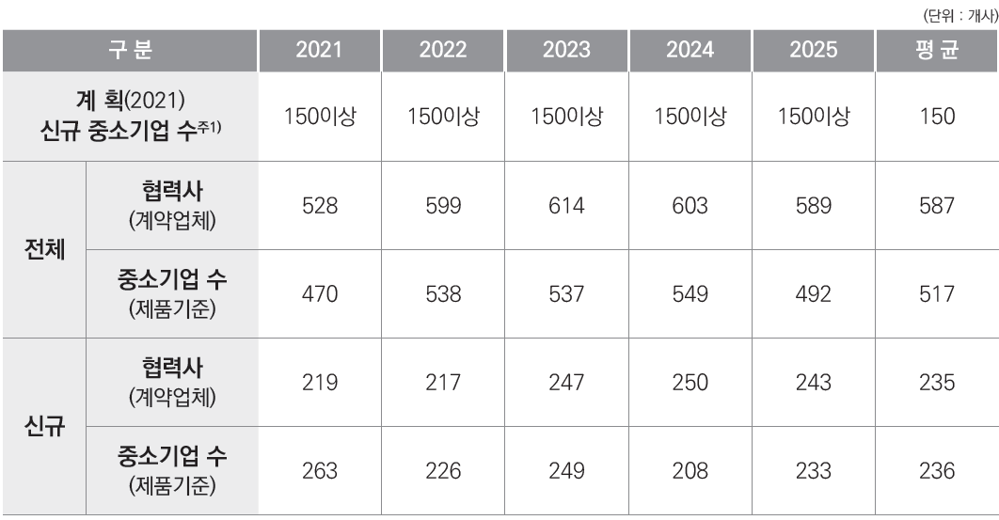 (단위 : 개사)
구 분 2021 2022 2023 2024 2025 평 균
계 획(2021)
신규 중소기업 수주1) 150이상 150이상 150이상 150이상 150이상 150
전체
협력사
(계약업체) 528 599 614 603 589 587
중소기업 수
(제품기준) 470 538 537 549 492 517
신규
협력사
(계약업체) 219 217 247 250 243 235
중소기업 수
(제품기준) 263 226 249 208 233 236